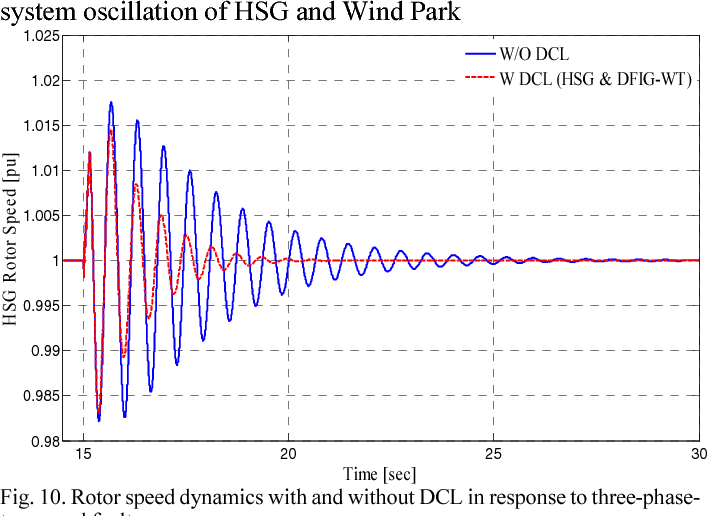 system oscillation of HSG and Wind Park
1.025
1.02
1.015
1.01
1.005
1
0.995
0.99
0.985
0.98
HSG Rotor Speed [pu]
W/O DCL
W DCL (HSG & DFIG-WT)
15
20
25
30
Time [sec]
Fig. 10. Rotor speed dynamics with and without DCL in response to three-phase-